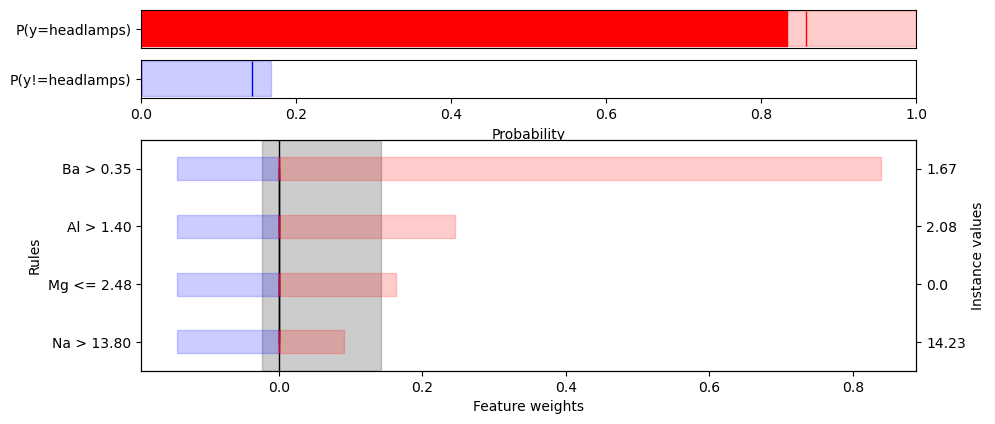 P(y=headlamps)
P(y!=headlamps)
0.0 0.2 0.4 0.6 0.8 1.0
Probability
Ba > 0.35 1.67
Al > 1.40 2.08
Mg <= 2.48 0.0
Na > 13.80 14.23
Rules
Instance values
0.0 0.2 0.4 0.6 0.8
Feature weights